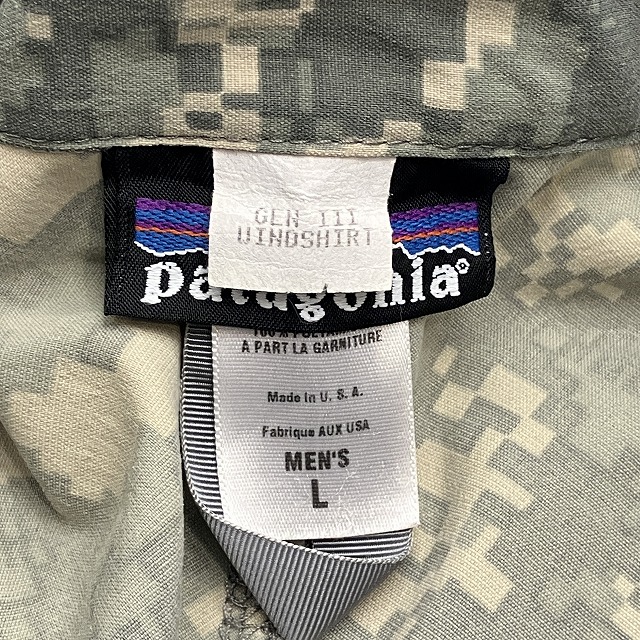 GEN III
WINDSHIRT
patagonia®
A PART LA GARNITURE
Made in U. S. A.
Fabrique AUX USA
MEN'S
L